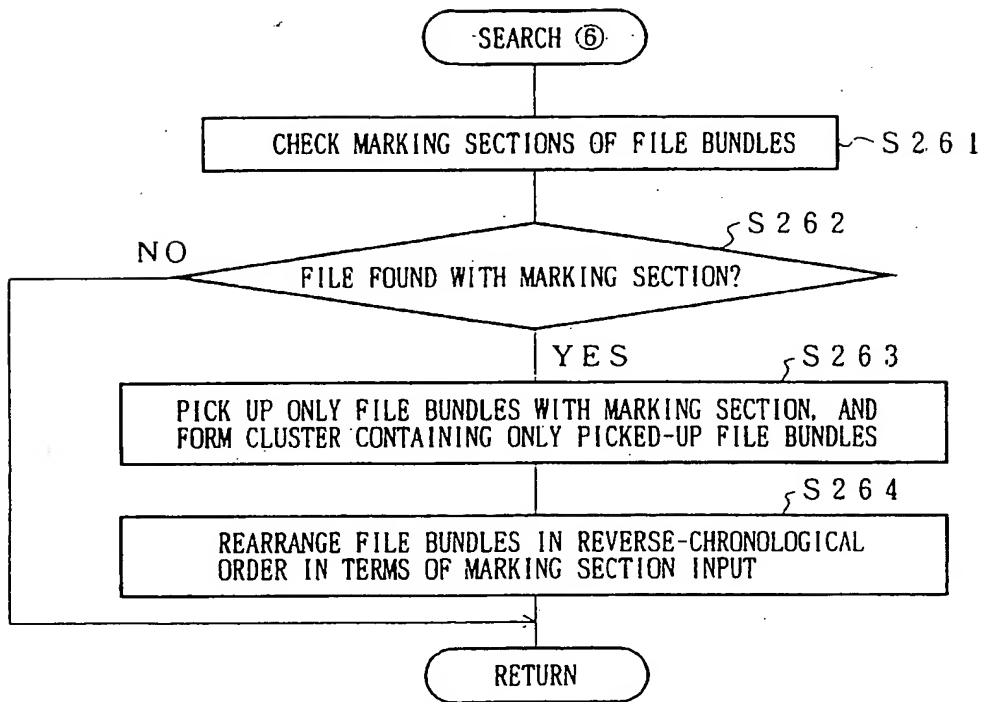 SEARCH ⑥
CHECK MARKING SECTIONS OF FILE BUNDLES
S261
S262
NO
FILE FOUND WITH MARKING SECTION?
YES
S263
PICK UP ONLY FILE BUNDLES WITH MARKING SECTION, AND
FORM CLUSTER CONTAINING ONLY PICKED-UP FILE BUNDLES
S264
REARRANGE FILE BUNDLES IN REVERSE-CHRONOLOGICAL
ORDER IN TERMS OF MARKING SECTION INPUT
RETURN